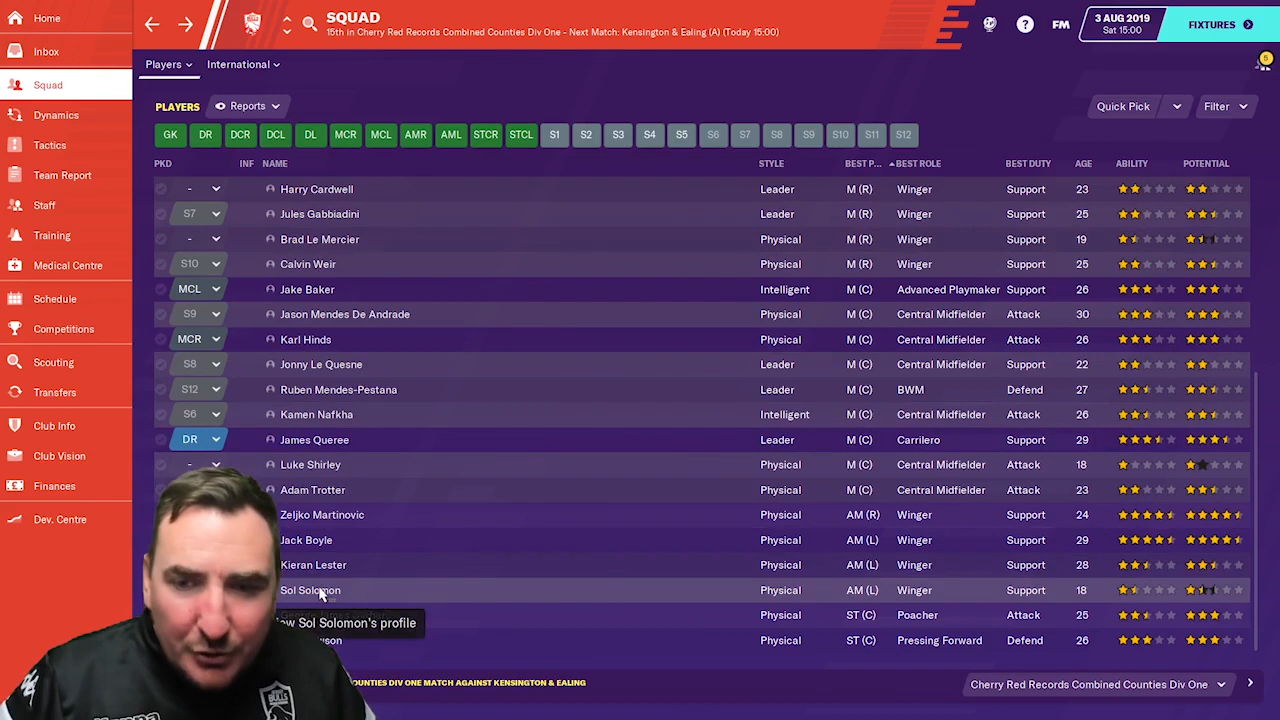 Home
SQUAD
15th in Cherry Red Records Combined Counties Div One - Next Match: Kensington & Ealing (A) (Today 15:00)
FM
3 AUG 2019
Sat 15:00
FIXTURES
Inbox
Squad
Dynamics
Tactics
Team Report
Staff
Training
Medical Centre
Schedule
Competitions
Scouting
Transfers
Club Info
Club Vision
Finances
Dev. Centre
Players International
5
PLAYERS Reports Quick Pick Filter
GK DR DCR DCL DL MCR MCL AMR AML STCR STCL S1 S2 S3 S4 S5 S6 S7 S8 S9 S10 S11 S12
PKD INF NAME STYLE BEST P... BEST ROLE BEST DUTY AGE ABILITY POTENTIAL
- Harry Cardwell Leader M (R) Winger Support 23
S7 Jules Gabbiadini Leader M (R) Winger Support 25
- Brad Le Mercier Physical M (R) Winger Support 19
S10 Calvin Weir Physical M (R) Winger Support 25
MCL Jake Baker Intelligent M (C) Advanced Playmaker Support 26
S9 Jason Mendes De Andrade Physical M (C) Central Midfielder Attack 30
MCR Karl Hinds Physical M (C) Central Midfielder Attack 26
S8 Jonny Le Quesne Leader M (C) Central Midfielder Support 22
S12 Ruben Mendes-Pestana Leader M (C) BWM Defend 27
S6 Kamen Nafkha Intelligent M (C) Central Midfielder Attack 26
DR James Queree Leader M (C) Carrilero Support 29
- Luke Shirley Physical M (C) Central Midfielder Attack 18
Adam Trotter Physical M (C) Central Midfielder Attack 23
Zeljko Martinovic Physical AM (R) Winger Support 24
Jack Boyle Physical AM (L) Winger Support 29
Kieran Lester Physical AM (L) Winger Support 28
Sol Solomon Physical AM (L) Winger Support 18
Physical ST (C) Poacher Attack 25
Sol Solomon's profile
Physical ST (C) Pressing Forward Defend 26
COUNTIES DIV ONE MATCH AGAINST KENSINGTON & EALING
Cherry Red Records Combined Counties Div One
BULLS